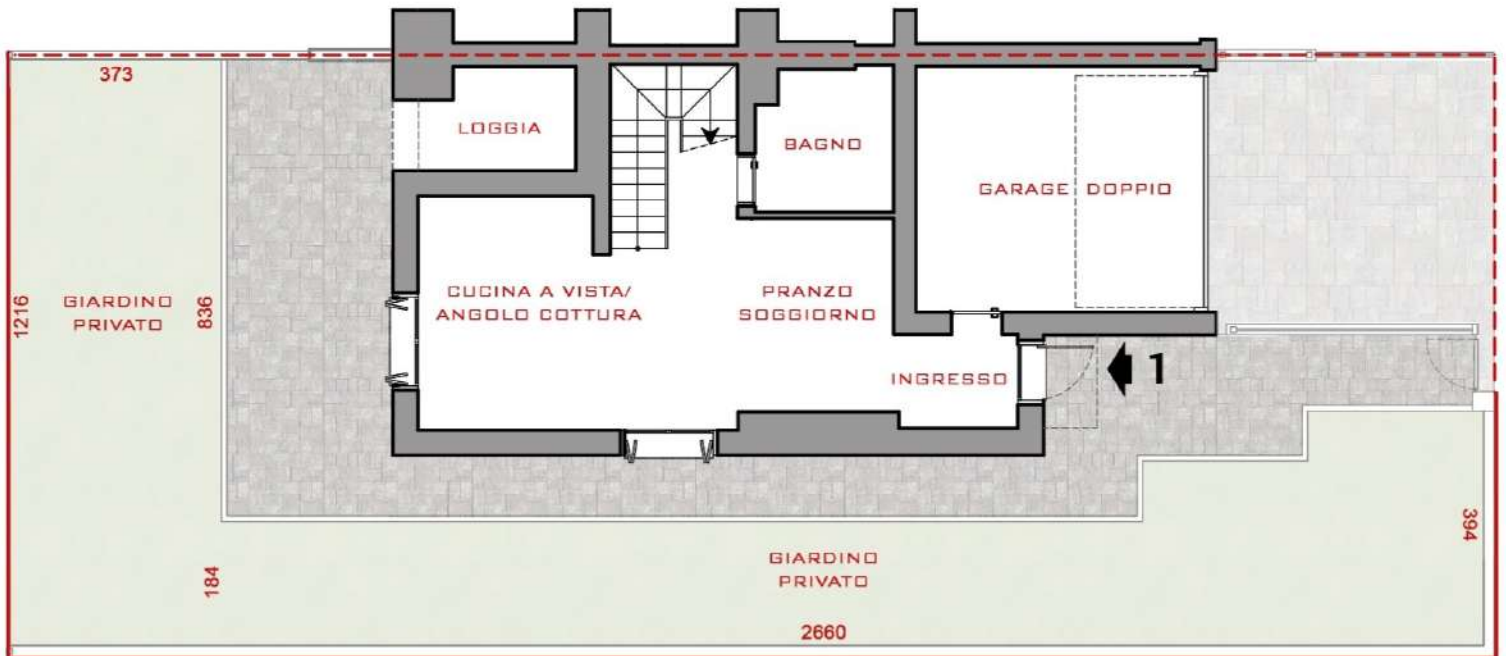 373
LOGGIA
BAGNO
GARAGE DOPPIO
1216
GIARDINO
PRIVATO
836
CUCINA A VISTA/
ANGOLO COTTURA
PRANZO
SOGGIORNO
INGRESSO
1
394
184
GIARDINO
PRIVATO
2660